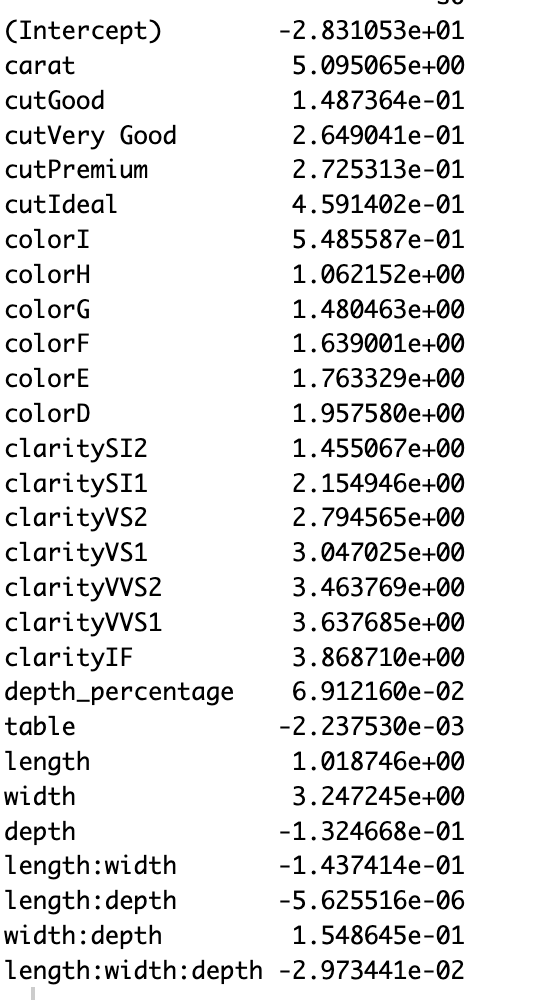 (Intercept) -2.831053e+01
carat 5.095065e+00
cutGood 1.487364e-01
cutVery Good 2.649041e-01
cutPremium 2.725313e-01
cutIdeal 4.591402e-01
colorI 5.485587e-01
colorH 1.062152e+00
colorG 1.480463e+00
colorF 1.639001e+00
colorE 1.763329e+00
colorD 1.957580e+00
claritySI2 1.455067e+00
claritySI1 2.154946e+00
clarityVS2 2.794565e+00
clarityVS1 3.047025e+00
clarityVVS2 3.463769e+00
clarityVVS1 3.637685e+00
clarityIF 3.868710e+00
depth_percentage 6.912160e-02
table -2.237530e-03
length 1.018746e+00
width 3.247245e+00
depth -1.324668e-01
length:width -1.437414e-01
length:depth -5.625516e-06
width:depth 1.548645e-01
length:width:depth -2.973441e-02